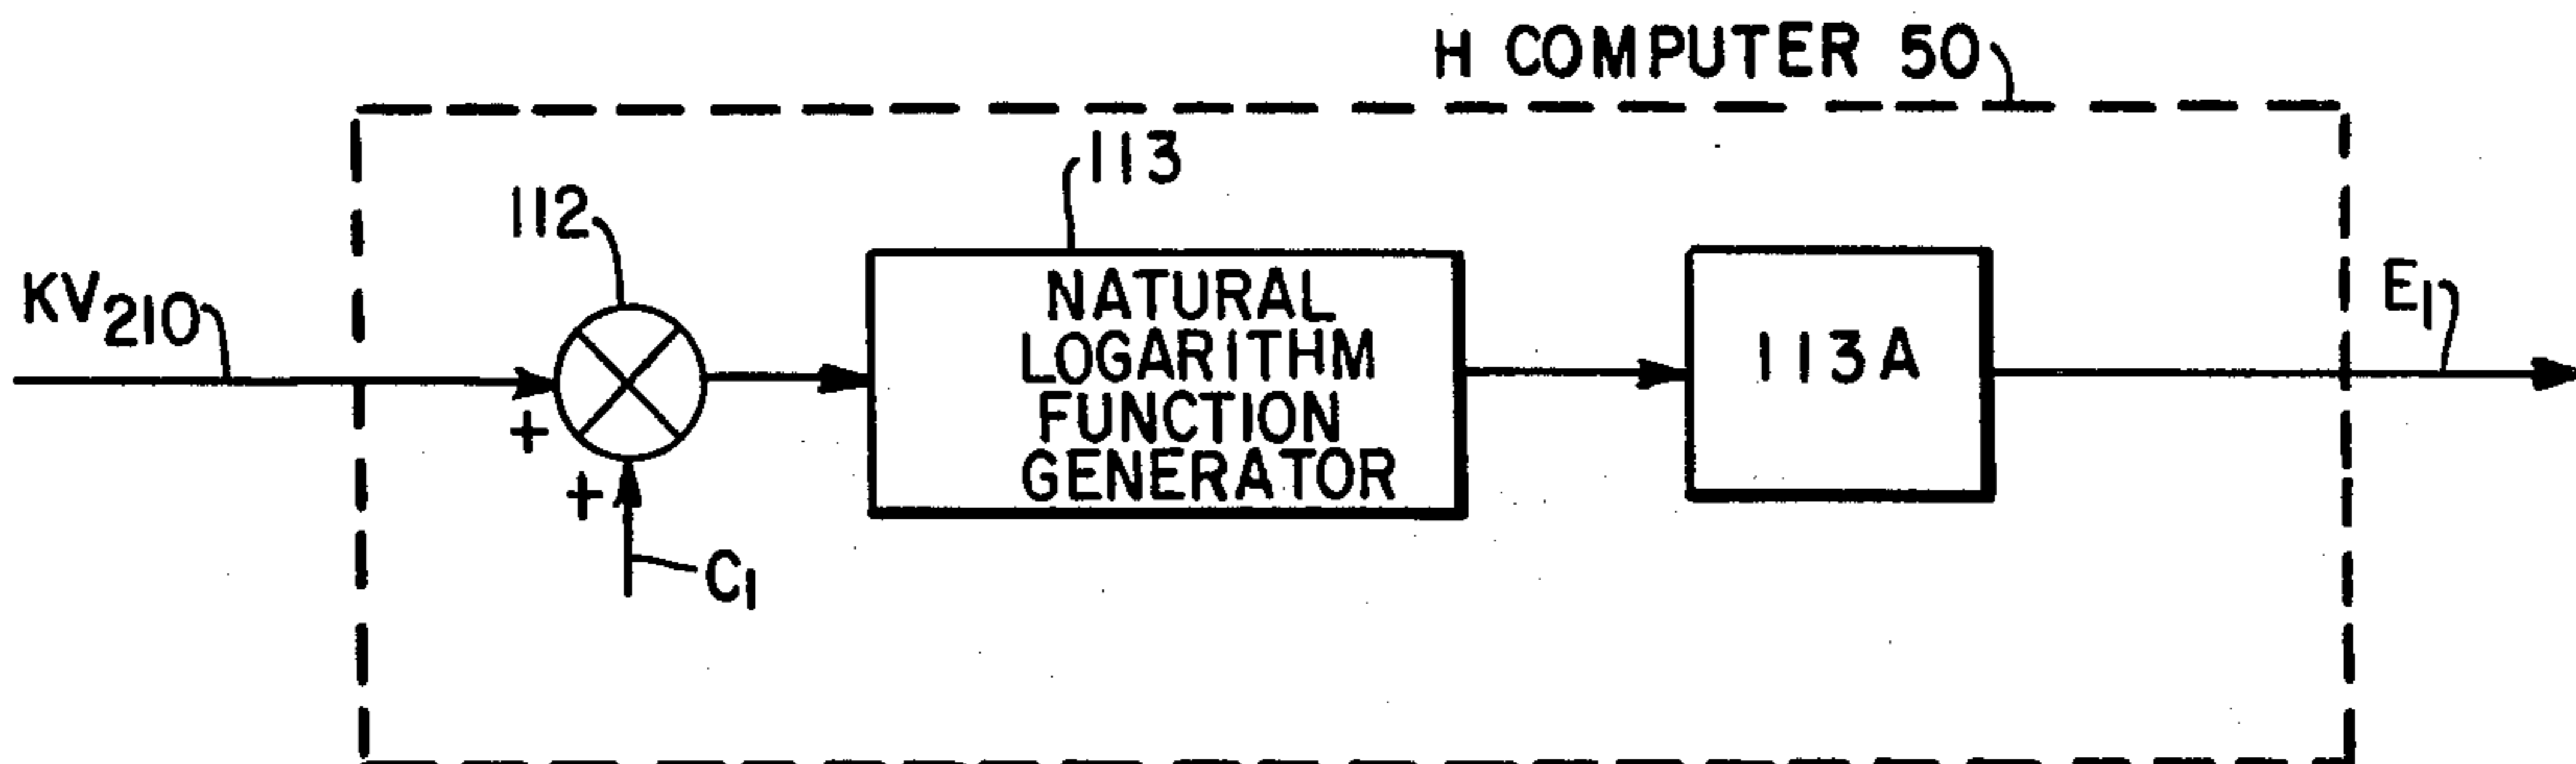 H COMPUTER 50
113
112
KV210
NATURAL
LOGARITHM
FUNCTION
GENERATOR
113A
E1
+
+
C1